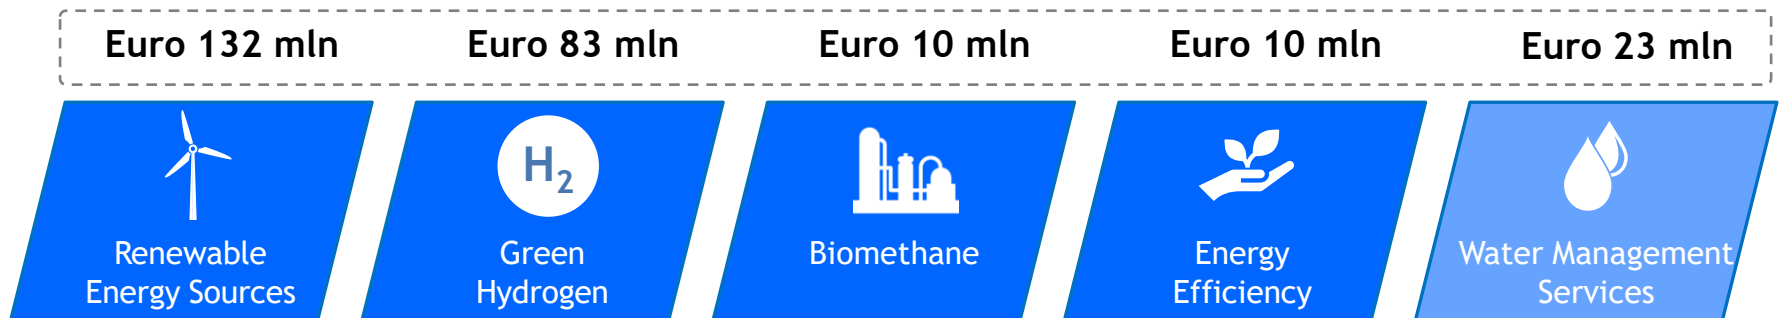 Euro 132 mln
Euro 83 mln
Euro 10 mln
Euro 10 mln
Euro 23 mln
Renewable
Energy Sources
H2
Green
Hydrogen
Biomethane
Energy
Efficiency
Water Management
Services